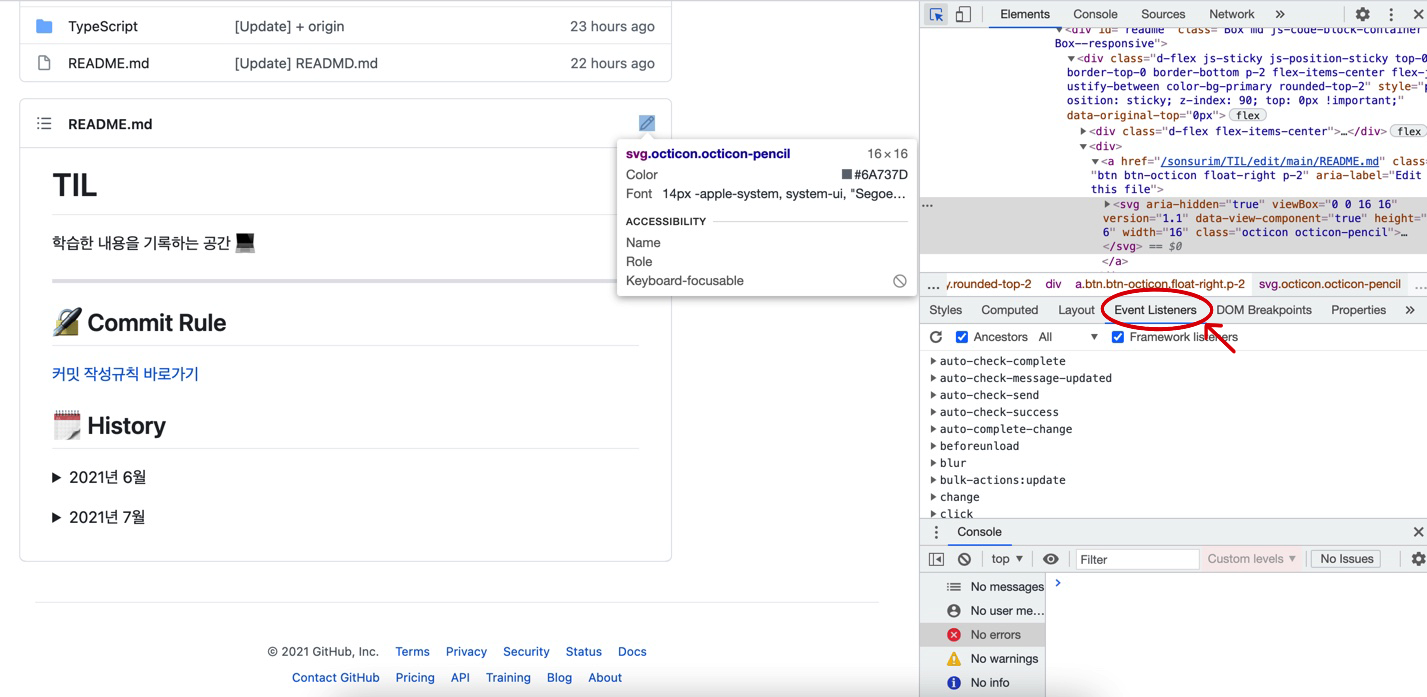 TypeScript [Update] + origin 23 hours ago
README.md [Update] READMD.md 22 hours ago
README.md
TIL
학습한 내용을 기록하는 공간
Commit Rule
커밋 작성규칙 바로가기
History
▶ 2021년 6월
▶ 2021년 7월
© 2021 GitHub, Inc. Terms Privacy Security Status Docs
Contact GitHub Pricing API Training Blog About
svg.octicon.octicon-pencil 16×16
Color #6A737D
Font 14px -apple-system, system-ui, "Segoe…
ACCESSIBILITY
Name
Role
Keyboard-focusable
Elements Console Sources Network »
▼<div id="readme" class="Box md js-code-block-container
Box--responsive">
▼<div class="d-flex js-sticky js-position-sticky top-0
border-top-0 border-bottom p-2 flex-items-center flex-j
ustify-between color-bg-primary rounded-top-2" style="p
osition: sticky; z-index: 90; top: 0px !important;"
data-original-top="0px"> flex
▶<div class="d-flex flex-items-center">…</div> flex
▼<div>
▼<a href="/sonsurim/TIL/edit/main/README.md" class=
"btn btn-octicon float-right p-2" aria-label="Edit
this file">
… ▶<svg aria-hidden="true" viewBox="0 0 16 16"
version="1.1" data-view-component="true" height="
6" width="16" class="octicon octicon-pencil">…
</svg> == $0
</a>
… y.rounded-top-2 div a.btn.btn-octicon.float-right.p-2 svg.octicon.octicon-pencil …
Styles Computed Layout Event Listeners DOM Breakpoints Properties »
Ancestors All ▼ Framework listeners
▶ auto-check-complete
▶ auto-check-message-updated
▶ auto-check-send
▶ auto-check-success
▶ auto-complete-change
▶ beforeunload
▶ blur
▶ bulk-actions:update
▶ change
▶ click
Console
top ▼ Filter Custom levels ▼ No Issues
No messages
No user me…
No errors
No warnings
No info